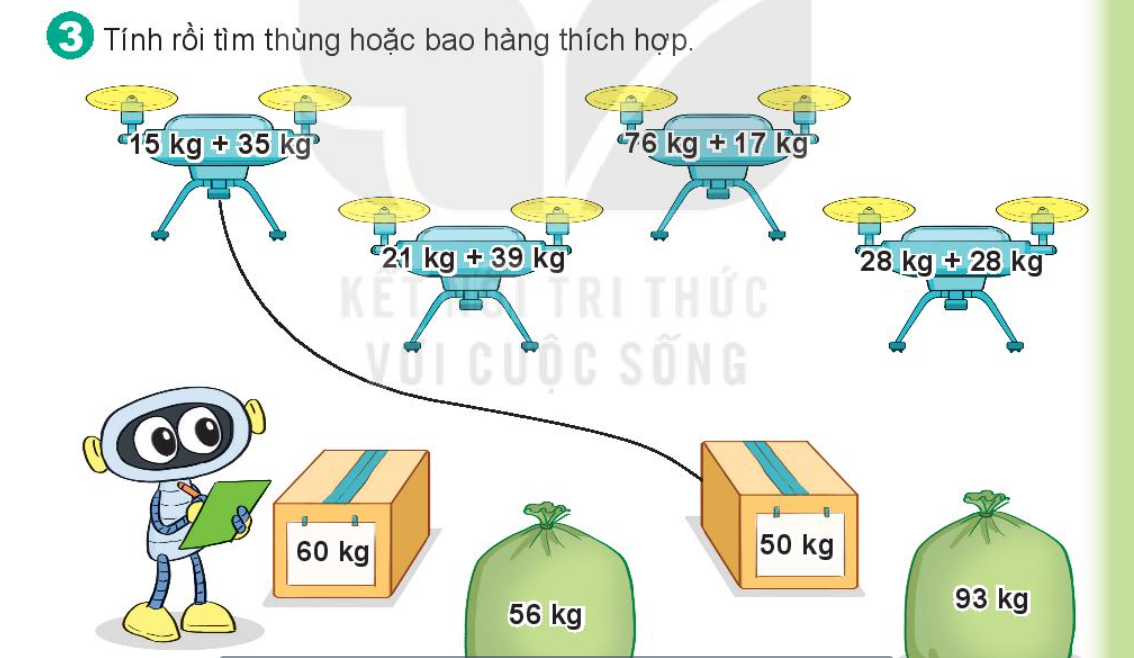 3 Tính rồi tìm thùng hoặc bao hàng thích hợp.
15 kg + 35 kg
76 kg + 17 kg
21 kg + 39 kg
28 kg + 28 kg
KẾT NỐI TRI THỨC
VỚI CUỘC SỐNG
60 kg
50 kg
56 kg
93 kg